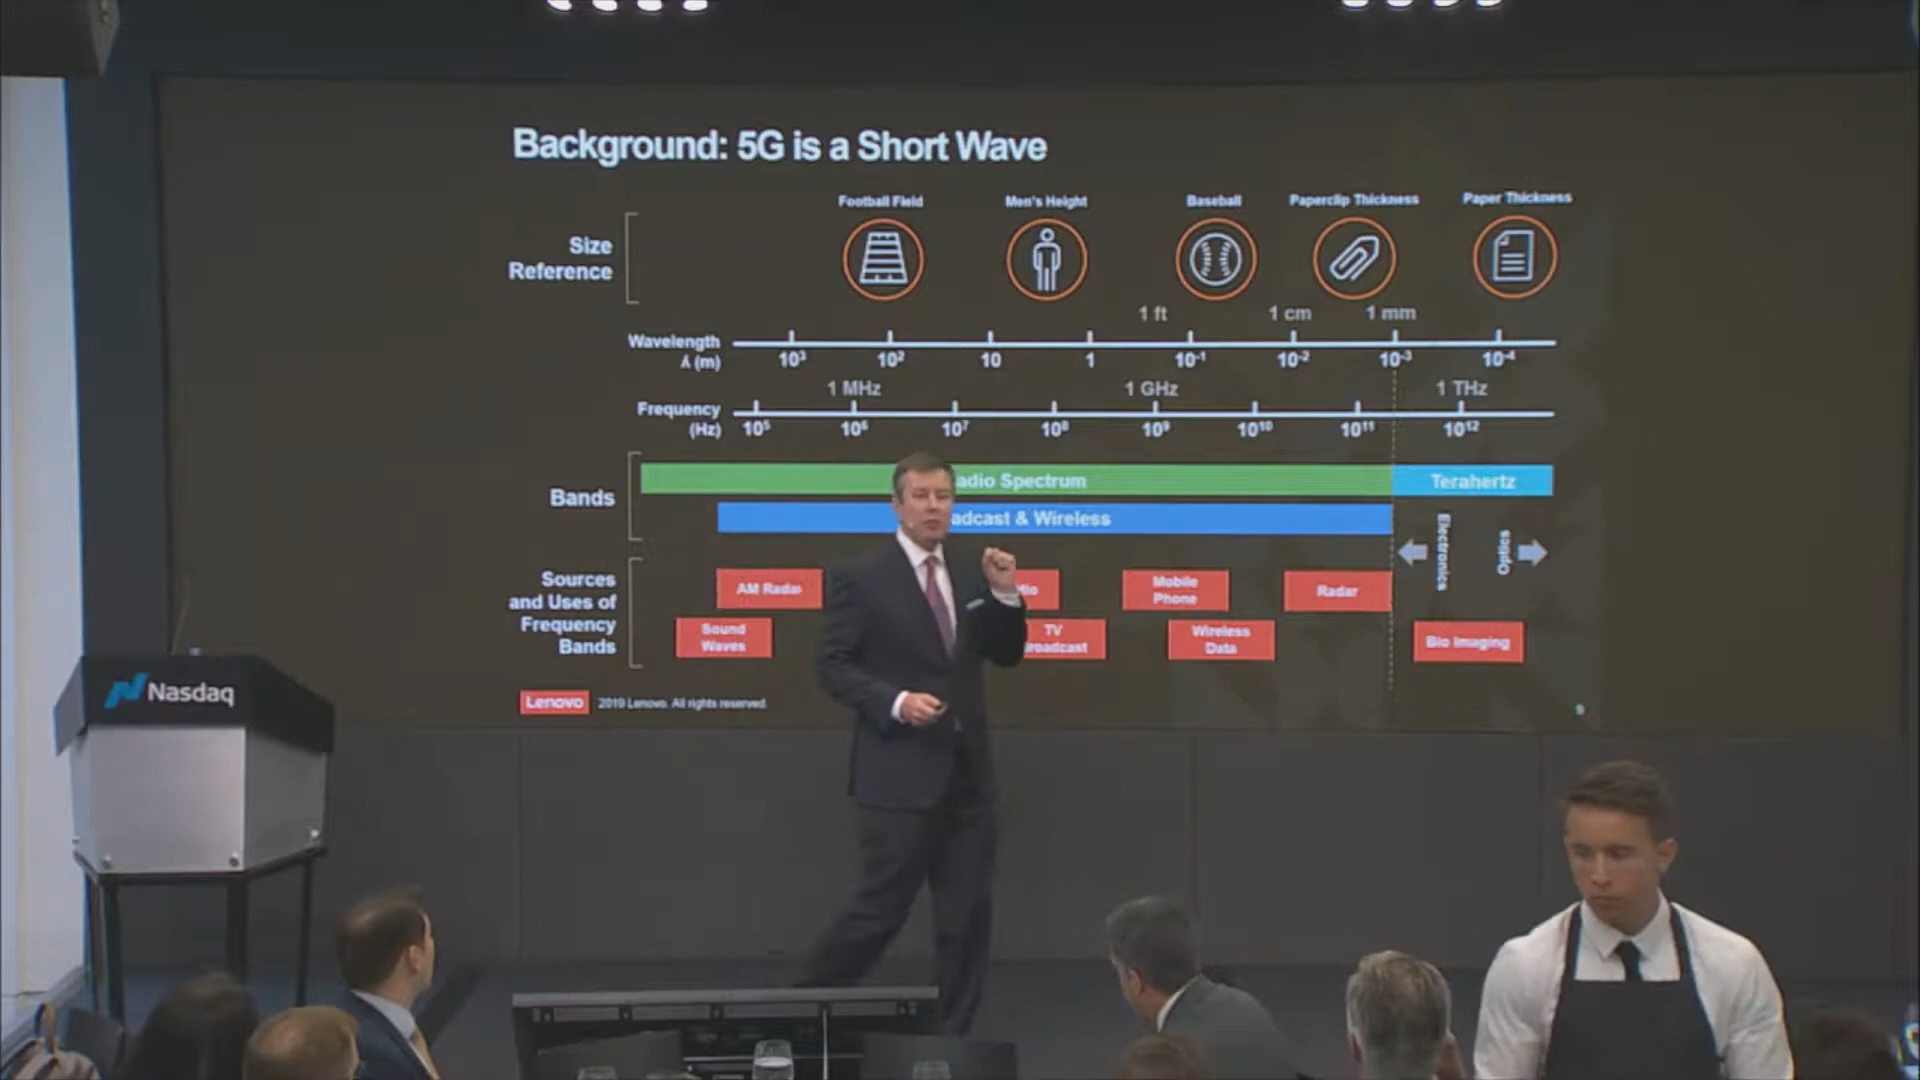 Background: 5G is a Short Wave
Football Field
Men's Height
Baseball
Paperclip Thickness
Paper Thickness
Size
Reference
1 ft
1 cm
1 mm
Wavelength
Λ (m)
10³
10²
10
1
10⁻¹
10⁻²
10⁻³
10⁻⁴
1 MHz
1 GHz
1 THz
Frequency
(Hz)
10⁵
10⁶
10⁷
10⁸
10⁹
10¹⁰
10¹¹
10¹²
Bands
adio Spectrum
Terahertz
adcast & Wireless
Electronics
Optics
Sources
and Uses of
Frequency
Bands
AM Radar
dio
Mobile
Phone
Radar
Sound
Waves
TV
Broadcast
Wireless
Data
Bio Imaging
Lenovo
2019 Lenovo. All rights reserved.
9
Nasdaq